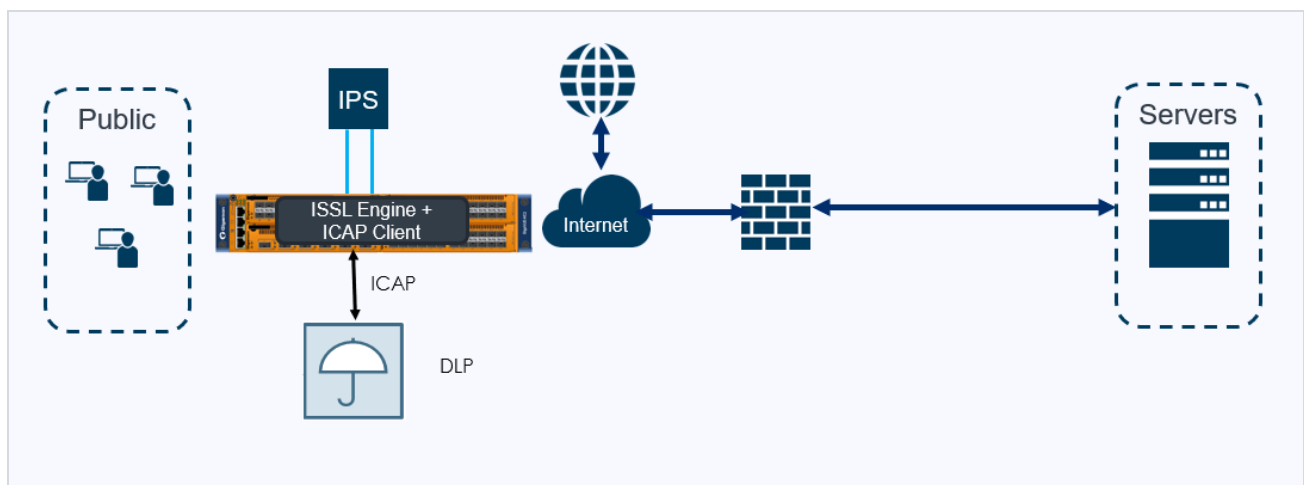 Public
IPS
ISSL Engine +
ICAP Client
Internet
Servers
ICAP
DLP